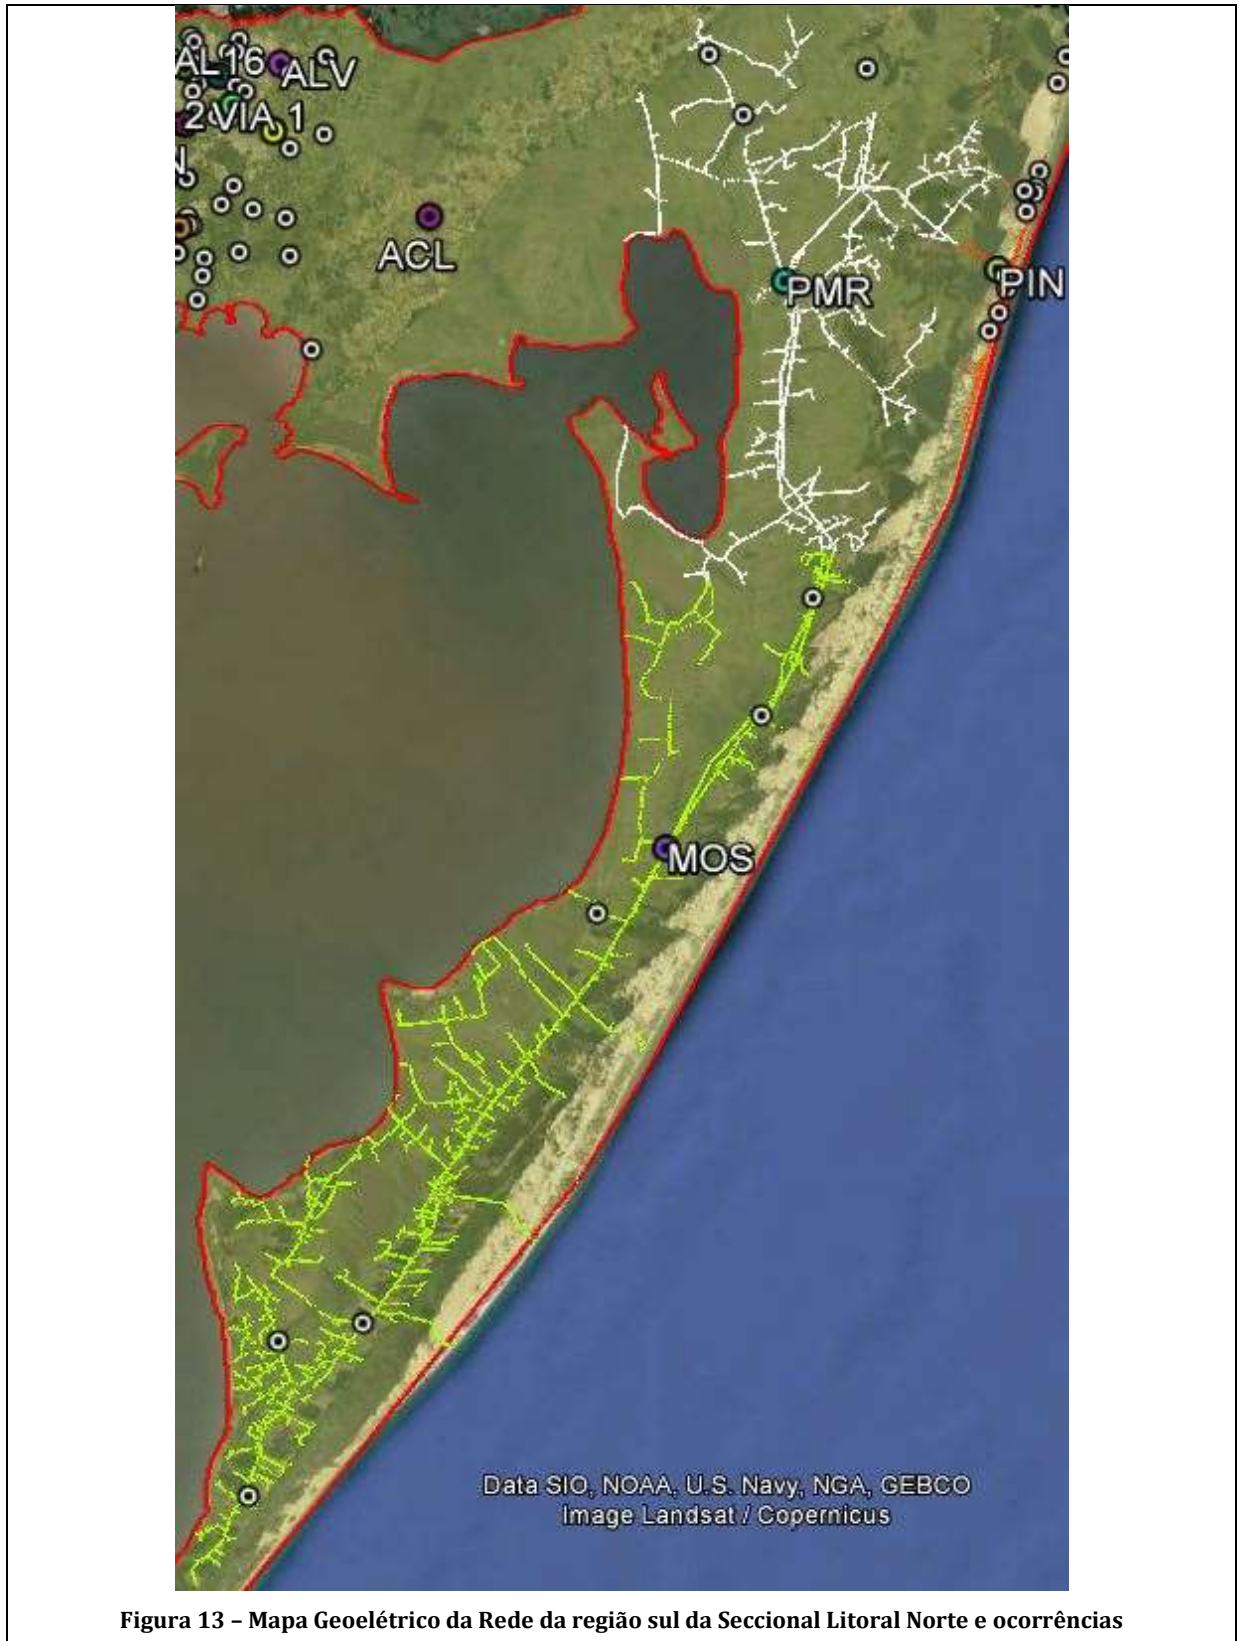 AL16
ALV
2 VIA 1
N
ACL
PMR
PIN
MOS
Data SIO, NOAA, U.S. Navy, NGA, GEBCO
Image Landsat / Copernicus
Figura 13 – Mapa Geoelétrico da Rede da região sul da Seccional Litoral Norte e ocorrências